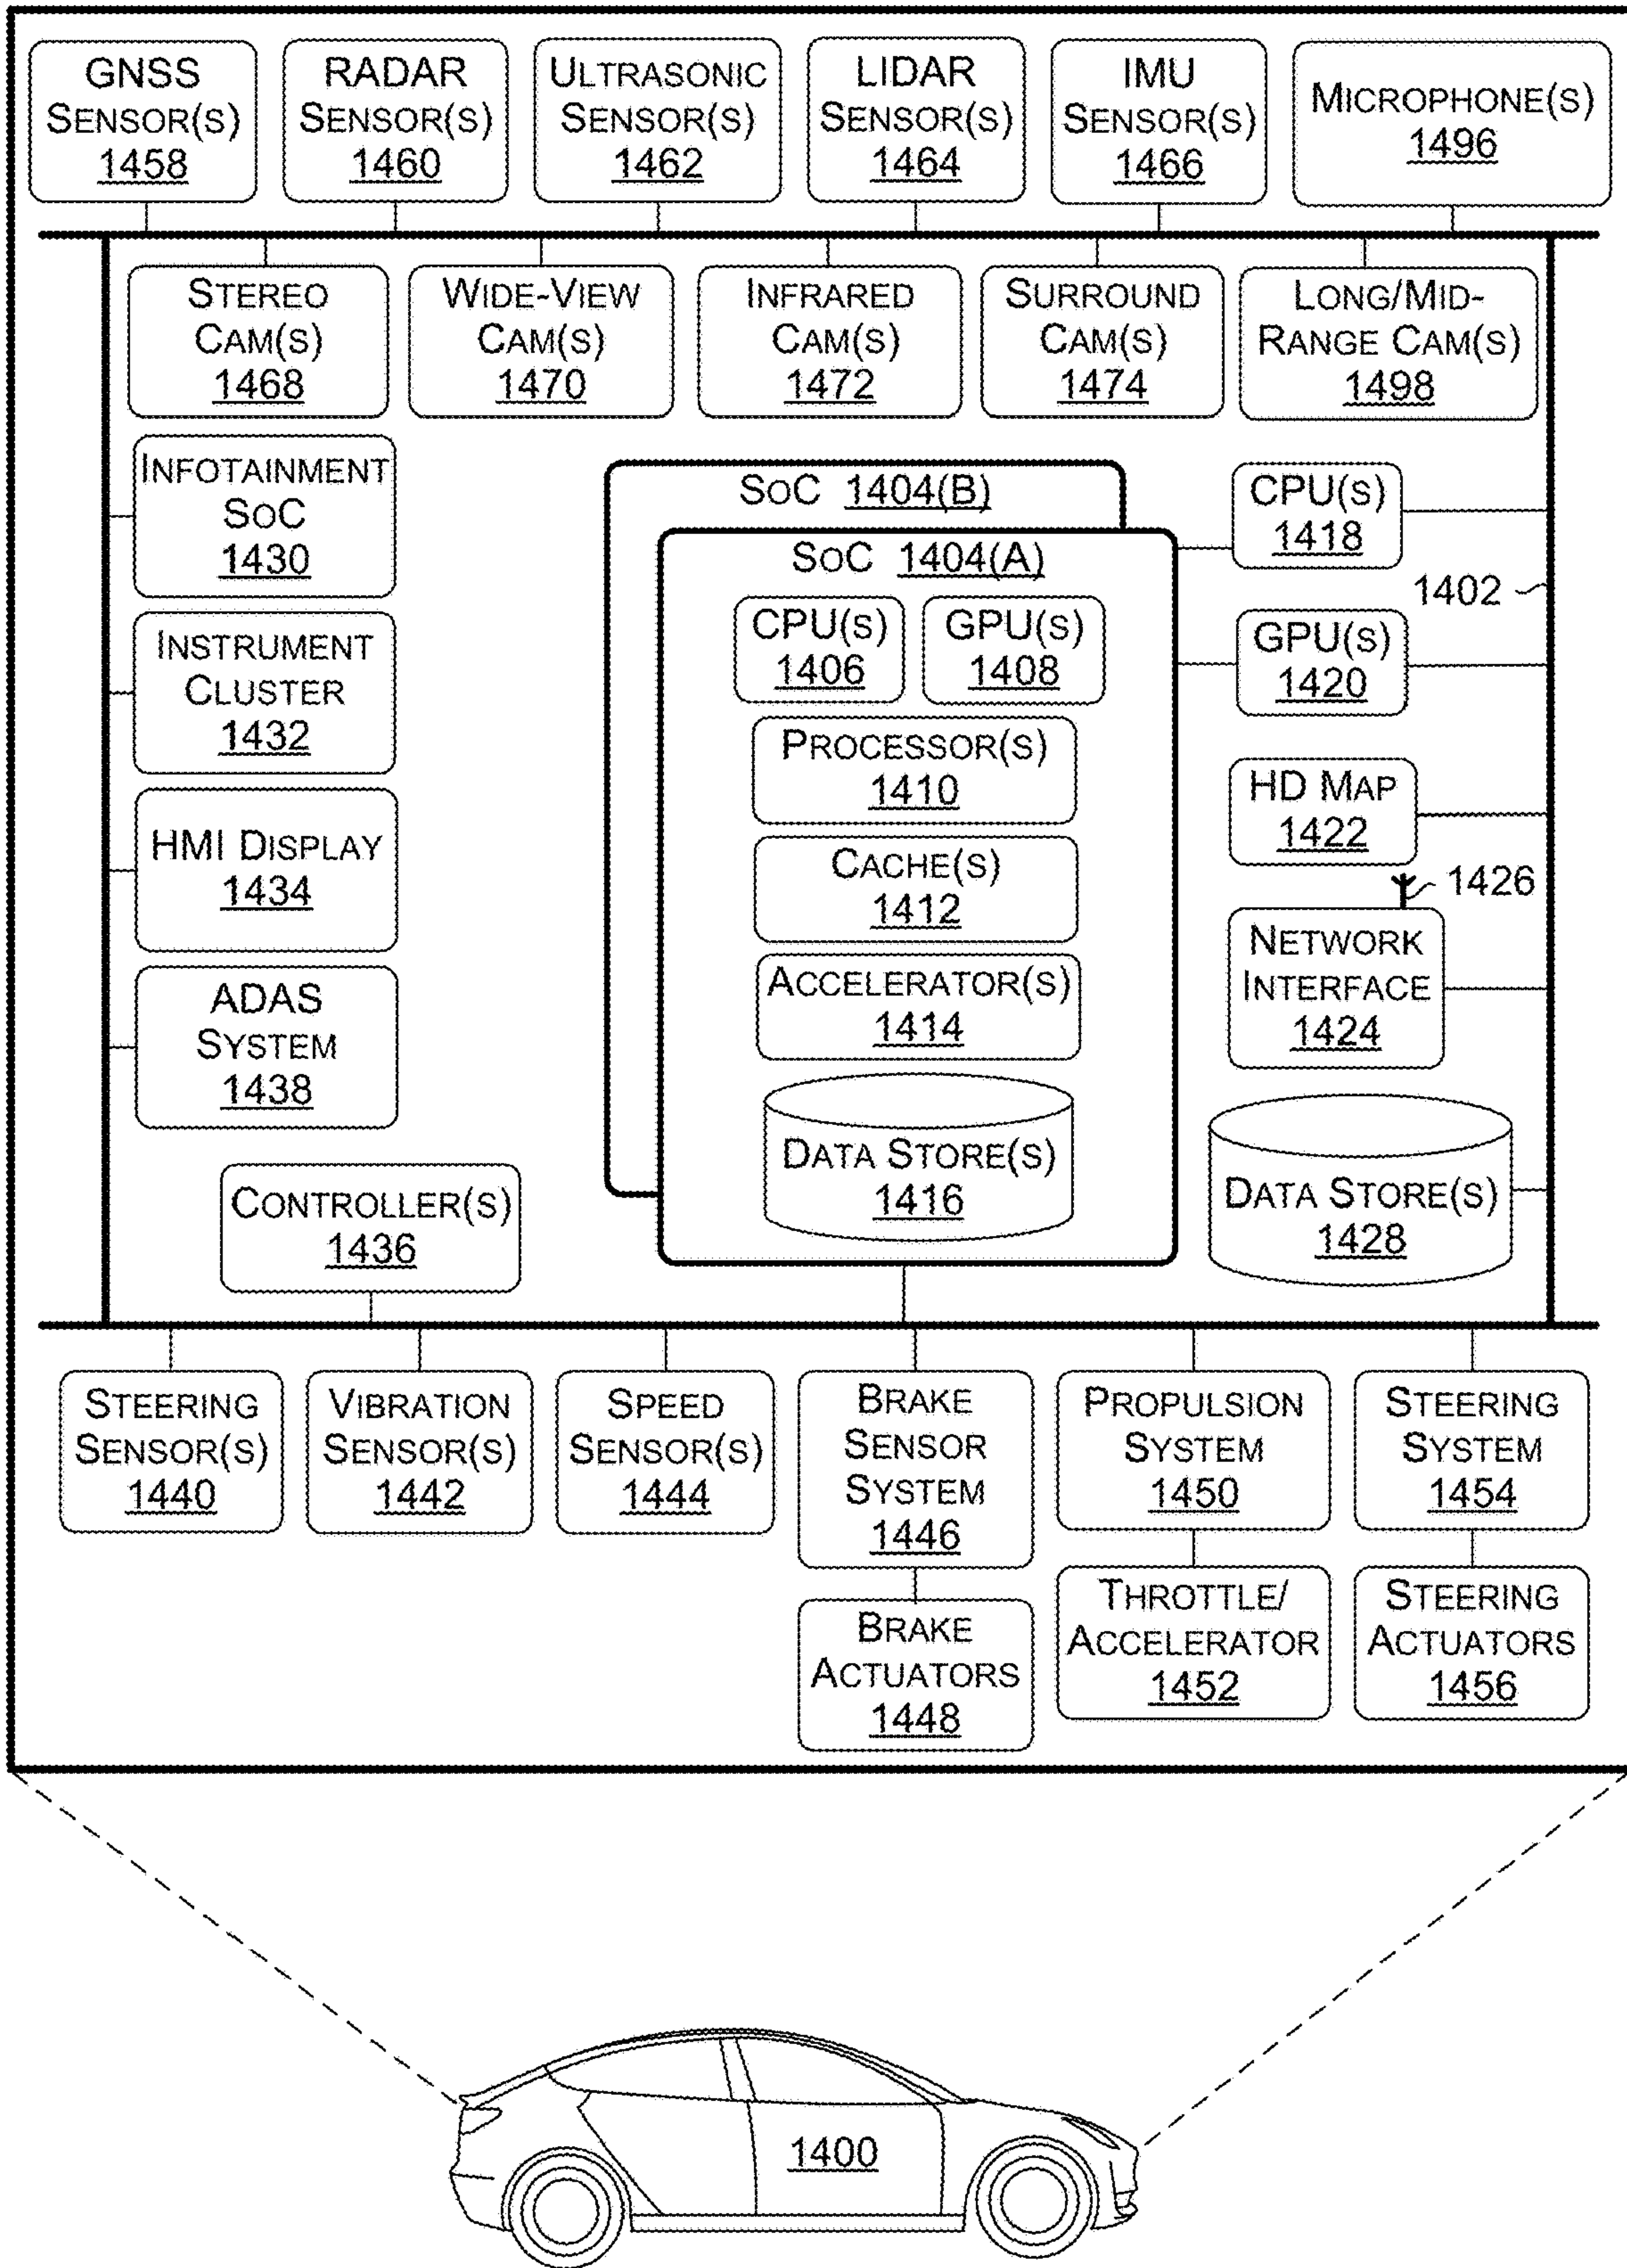 GNSS
SENSOR(S)
1458
RADAR
SENSOR(S)
1460
ULTRASONIC
SENSOR(S)
1462
LIDAR
SENSOR(S)
1464
IMU
SENSOR(S)
1466
MICROPHONE(S)
1496
STEREO
CAM(S)
1468
WIDE-VIEW
CAM(S)
1470
INFRARED
CAM(S)
1472
SURROUND
CAM(S)
1474
LONG/MID-
RANGE CAM(S)
1498
INFOTAINMENT
SOC
1430
INSTRUMENT
CLUSTER
1432
HMI DISPLAY
1434
ADAS
SYSTEM
1438
CONTROLLER(S)
1436
SOC 1404(B)
SOC 1404(A)
CPU(S)
1406
GPU(S)
1408
PROCESSOR(S)
1410
CACHE(S)
1412
ACCELERATOR(S)
1414
DATA STORE(S)
1416
CPU(S)
1418
1402
GPU(S)
1420
HD MAP
1422
1426
NETWORK
INTERFACE
1424
DATA STORE(S)
1428
STEERING
SENSOR(S)
1440
VIBRATION
SENSOR(S)
1442
SPEED
SENSOR(S)
1444
BRAKE
SENSOR
SYSTEM
1446
PROPULSION
SYSTEM
1450
STEERING
SYSTEM
1454
BRAKE
ACTUATORS
1448
THROTTLE/
ACCELERATOR
1452
STEERING
ACTUATORS
1456
1400